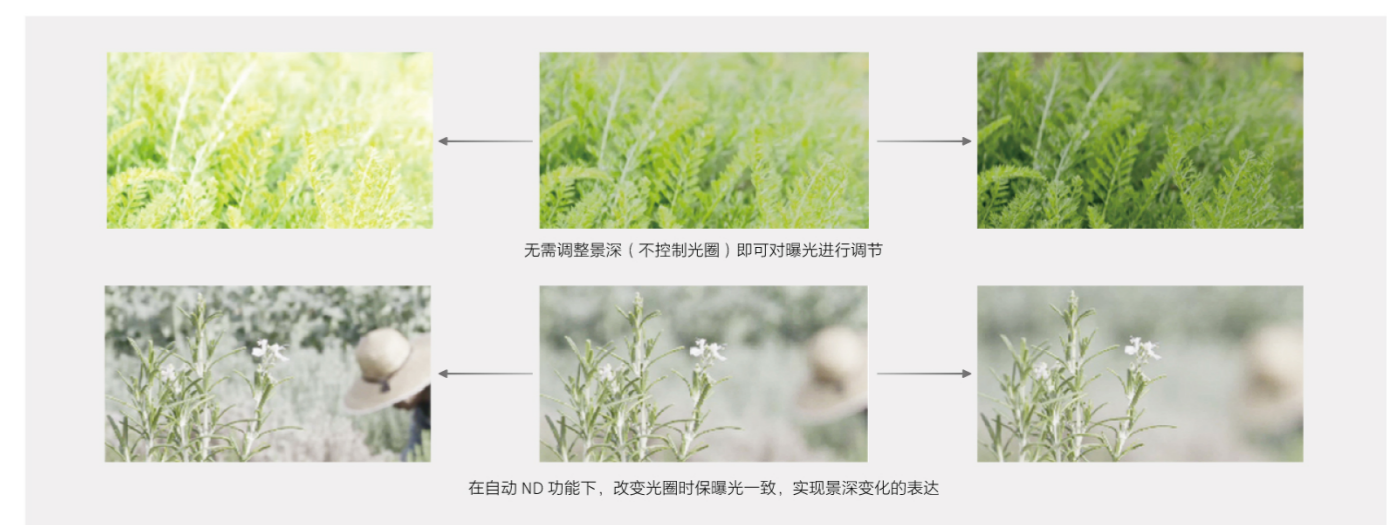 无需调整景深（不控制光圈）即可对曝光进行调节
在自动 ND 功能下，改变光圈时保曝光一致，实现景深变化的表达